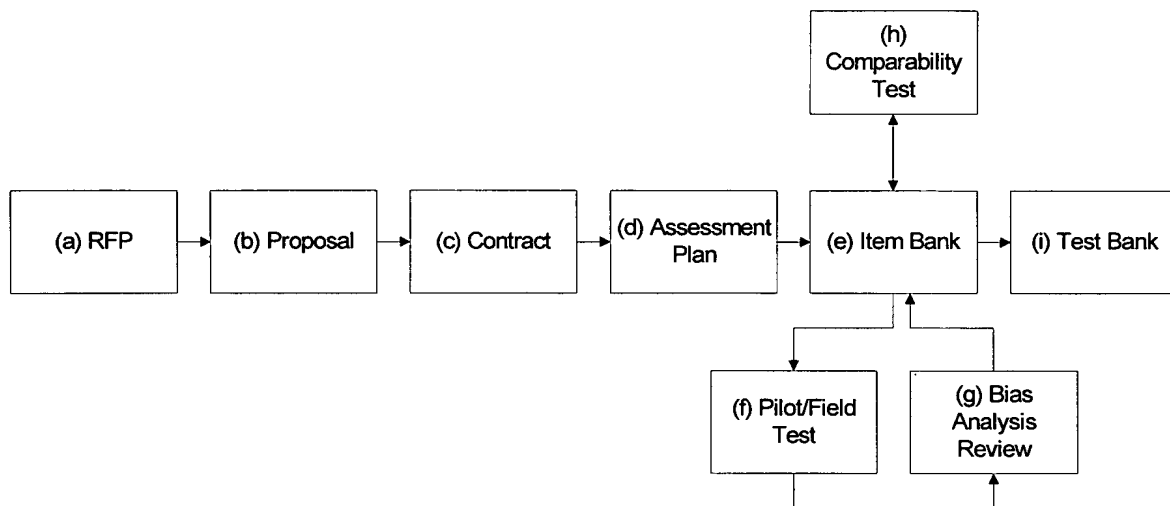 (h)
Comparability
Test
(a) RFP
(b) Proposal
(c) Contract
(d) Assessment
Plan
(e) Item Bank
(i) Test Bank
(f) Pilot/Field
Test
(g) Bias
Analysis
Review